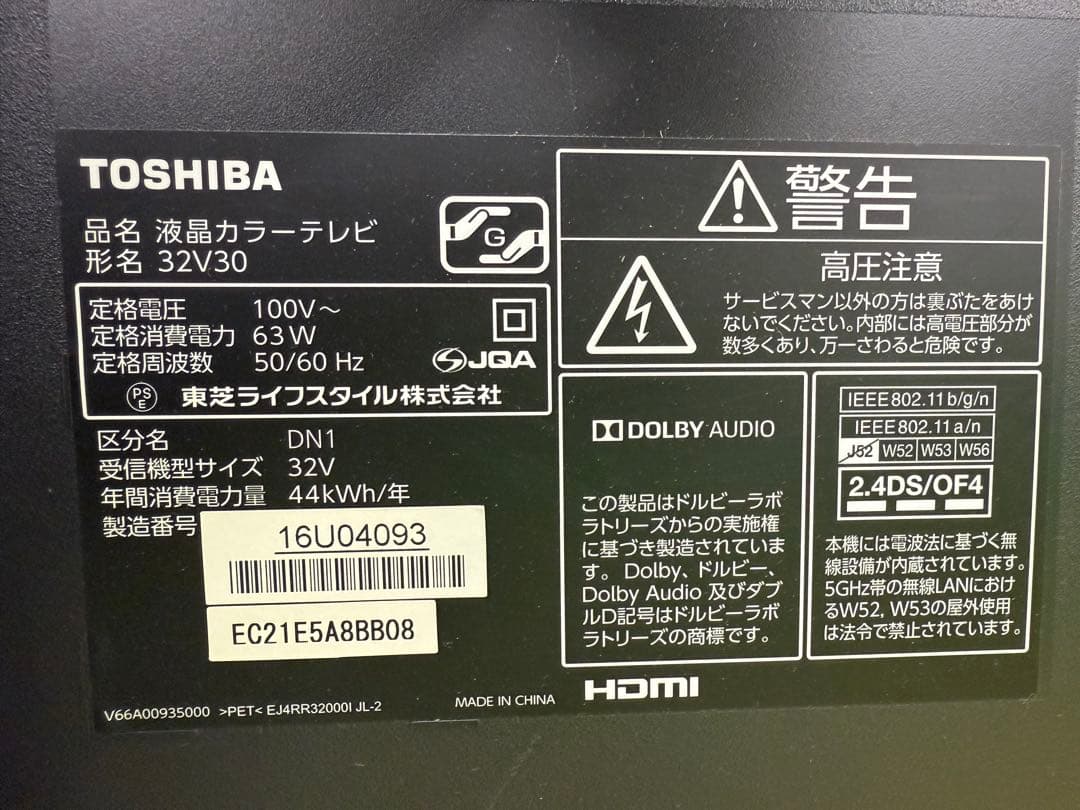 TOSHIBA
品名 液晶カラーテレビ
形名 32V30
G
定格電圧 100V～
定格消費電力 63W
定格周波数 50/60 Hz
JQA
PS
E
東芝ライフスタイル株式会社
区分名 DN1
受信機型サイズ 32V
年間消費電力量 44kWh/年
製造番号
16U04093
EC21E5A8BB08
V66A00935000 >PET< EJ4RR32000I JL-2
MADE IN CHINA
警告
高圧注意
サービスマン以外の方は裏ぶたをあけ
ないでください。内部には高電圧部分が
数多くあり、万一さわると危険です。
DOLBY AUDIO
この製品はドルビーラボ
ラトリーズからの実施権
に基づき製造されていま
す。Dolby、ドルビー、
Dolby Audio 及びダブ
ルD記号はドルビーラボ
ラトリーズの商標です。
HDMI
IEEE802.11b/g/n
IEEE802.11a/n
J52 W52 W53 W56
2.4DS/OF4
本機には電波法に基づく無
線設備が内蔵されています。
5GHz帯の無線LANにおけ
るW52, W53の屋外使用
は法令で禁止されています。